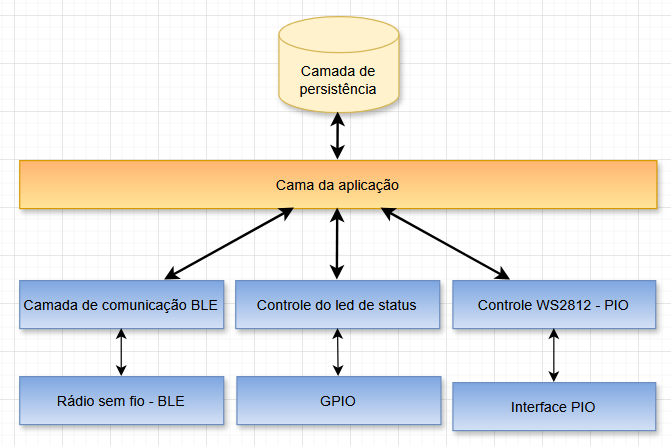 Camada de
persistência
Cama da aplicação
Camada de comunicação BLE
Controle do led de status
Controle WS2812 - PIO
Rádio sem fio - BLE
GPIO
Interface PIO